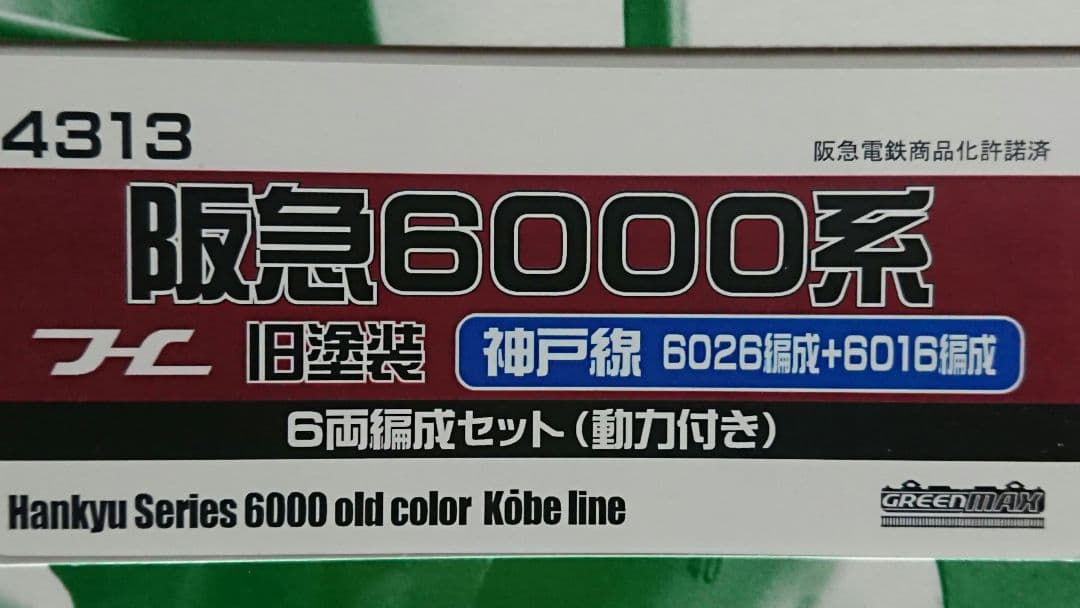 4313
阪急電鉄商品化許諾済
阪急6000系
旧塗装 神戸線 6026編成+6016編成
6両編成セット(動力付き)
Hankyu Series 6000 old color Kōbe line
GREENMAX